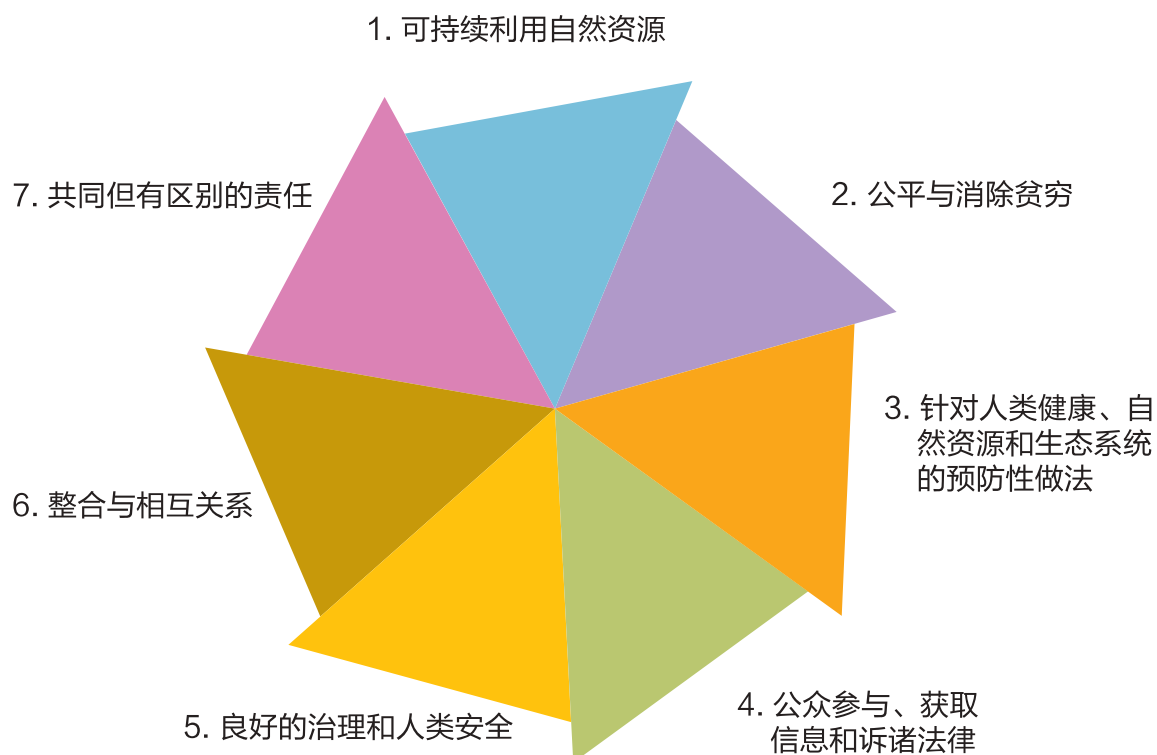 1. 可持续利用自然资源
2. 公平与消除贫穷
3. 针对人类健康、自
然资源和生态系统
的预防性做法
4. 公众参与、获取
信息和诉诸法律
5. 良好的治理和人类安全
6. 整合与相互关系
7. 共同但有区别的责任